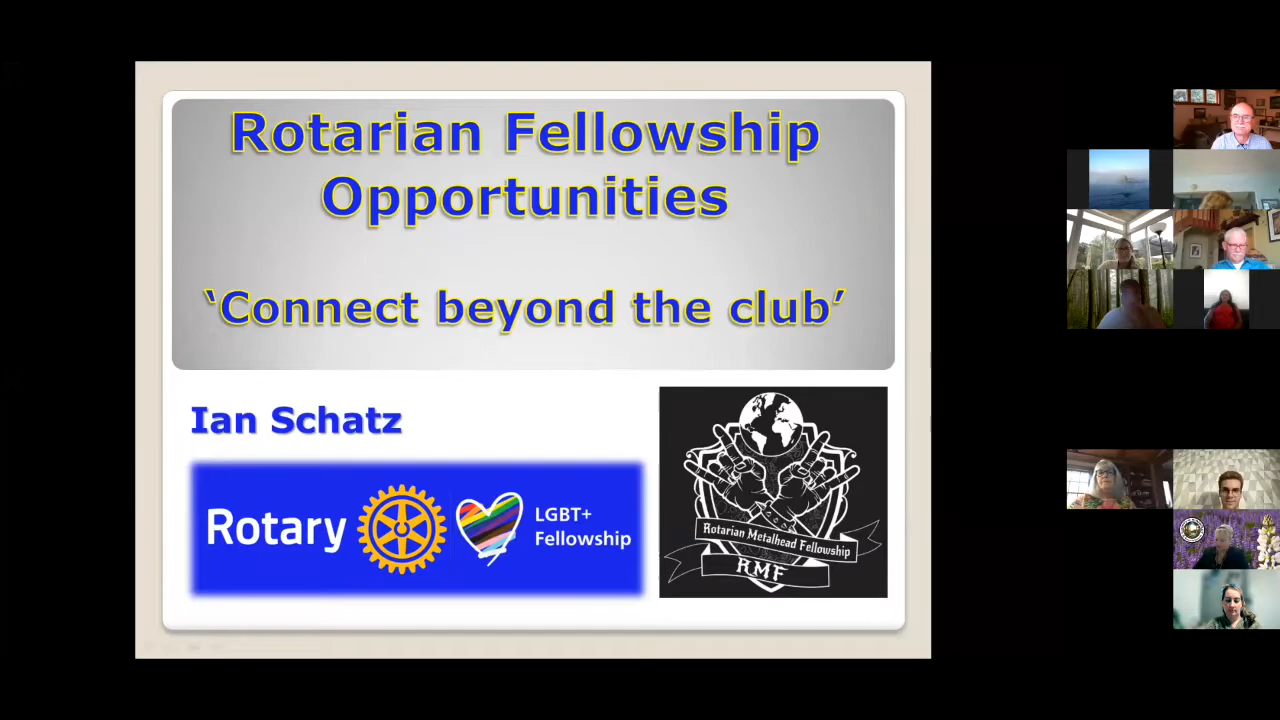 Rotarian Fellowship
Opportunities
‘Connect beyond the club’
Ian Schatz
Rotary
LGBT+
Fellowship
Rotarian Metalhead Fellowship
RMF